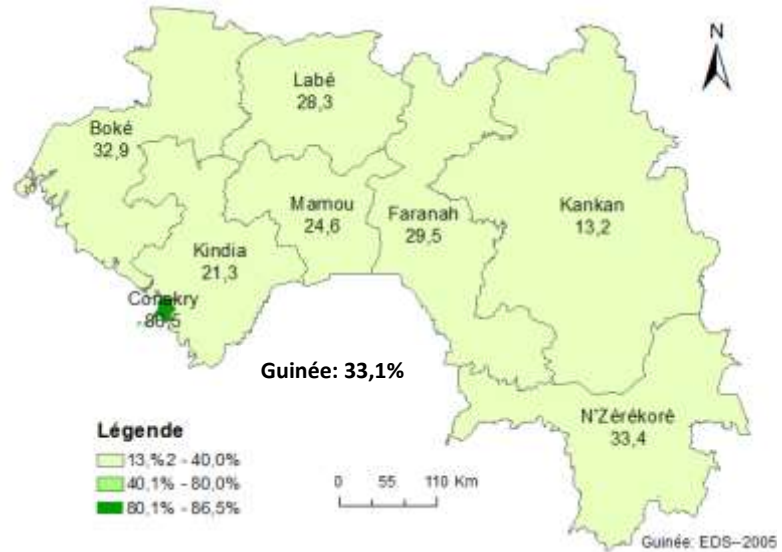 N
Labé
28,3
Boké
32,9
Mamou
24,6
Faranah
29,5
Kankan
13,2
Kindia
21,3
Conakry
86,5
Guinée: 33,1%
N'Zérékoré
33,4
Légende
13,%2 - 40,0%
40,1% - 80,0%
80,1% - 86,5%
0 55 110 Km
Guinée: EDS--2005